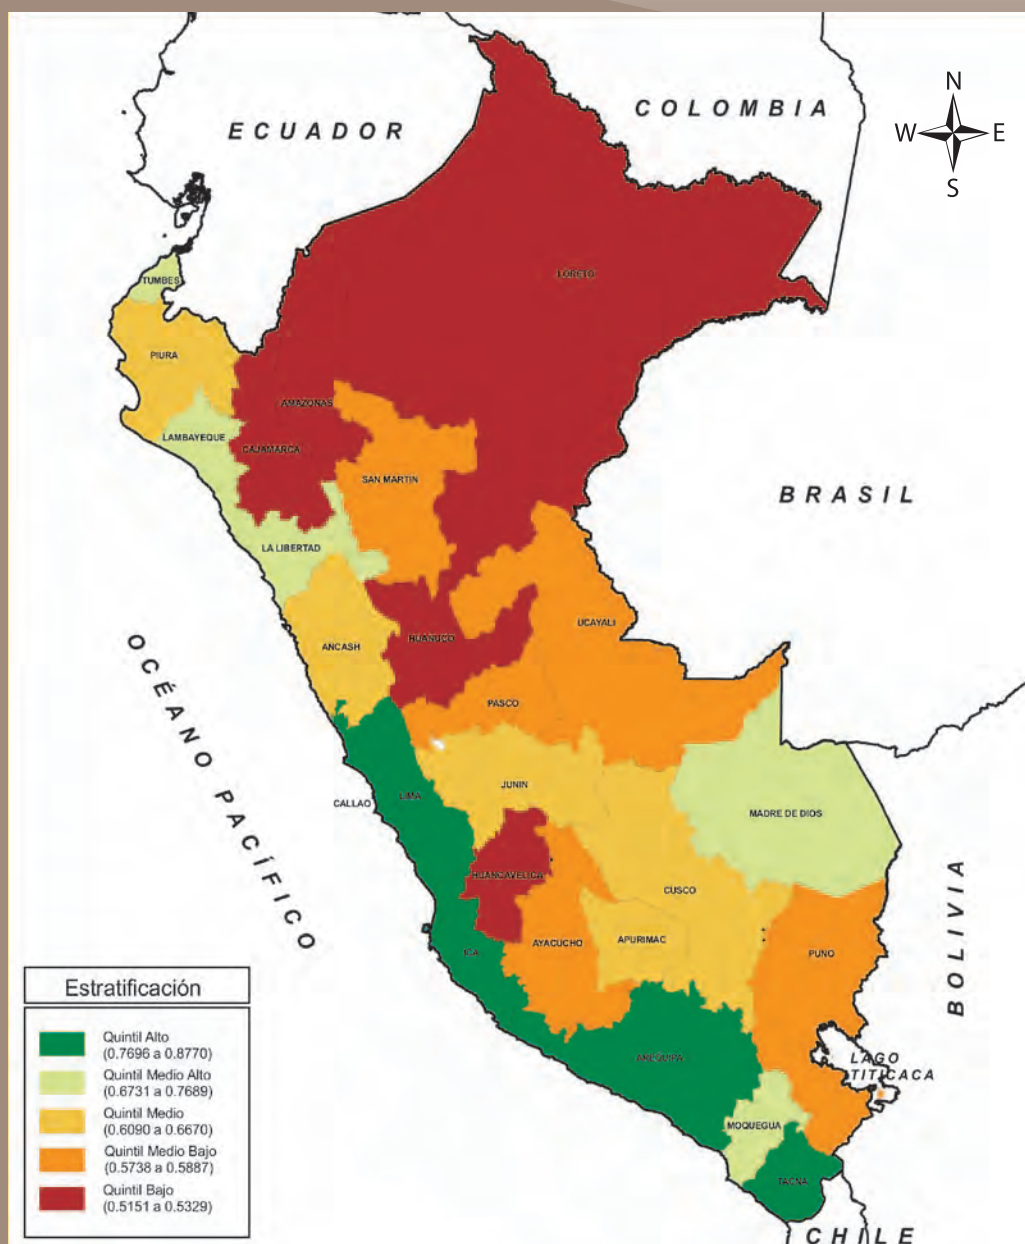 N
W E
S
COLOMBIA
ECUADOR
LORETO
TUMBES
PIURA
AMAZONAS
LAMBAYEQUE
CAJAMARCA
SAN MARTIN
BRASIL
LA LIBERTAD
UCAYALI
HUANUCO
ANCASH
PASCO
OCÉANO PACÍFICO
JUNIN
LIMA
CALLAO
MADRE DE DIOS
HUANCAVELICA
CUSCO
AYACUCHO
APURIMAC
ICA
PUNO
BOLIVIA
AREQUIPA
LAGO
TITICACA
MOQUEGUA
TACNA
CHILE
Estratificación
Quintil Alto
(0.7696 a 0.8770)
Quintil Medio Alto
(0.6731 a 0.7689)
Quintil Medio
(0.6090 a 0.6670)
Quintil Medio Bajo
(0.5738 a 0.5887)
Quintil Bajo
(0.5151 a 0.5329)